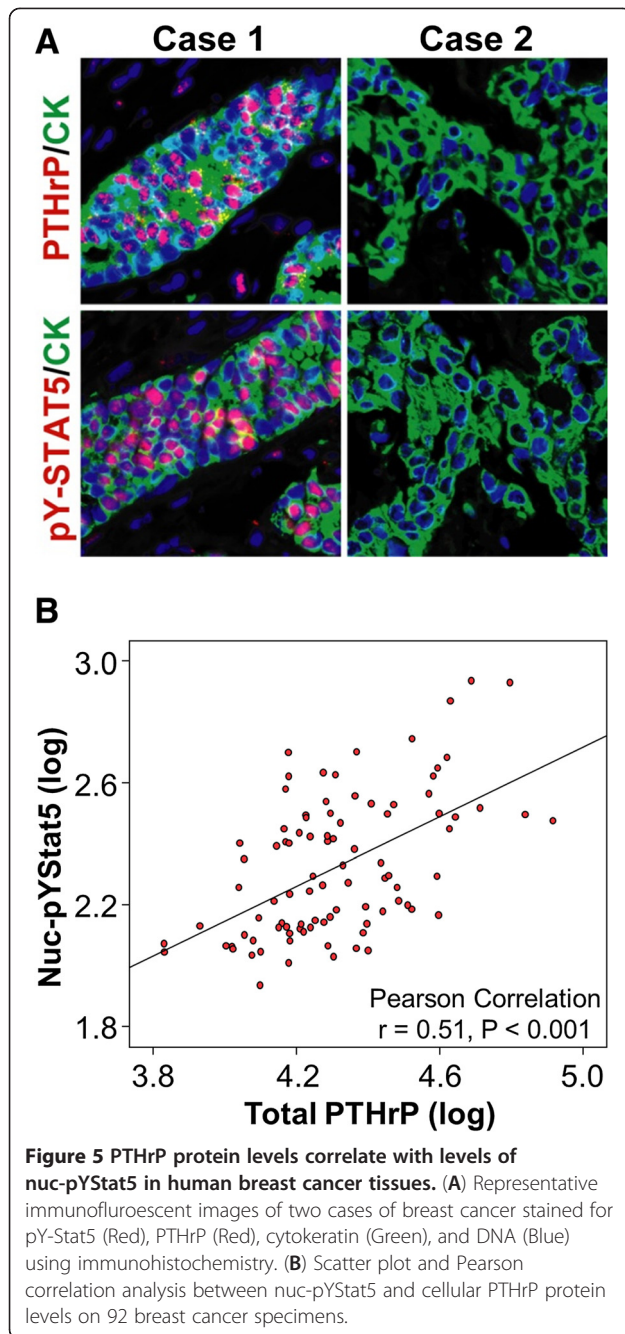 A
Case 1 Case 2
PTHrP/CK
pY-STAT5/CK
B
Nuc-pYStat5 (log)
3.0
2.6
2.2
1.8
Pearson Correlation
r = 0.51, P < 0.001
3.8 4.2 4.6 5.0
Total PTHrP (log)
Figure 5 PTHrP protein levels correlate with levels of
nuc-pYStat5 in human breast cancer tissues. (A) Representative
immunofluroescent images of two cases of breast cancer stained for
pY-Stat5 (Red), PTHrP (Red), cytokeratin (Green), and DNA (Blue)
using immunohistochemistry. (B) Scatter plot and Pearson
correlation analysis between nuc-pYStat5 and cellular PTHrP protein
levels on 92 breast cancer specimens.